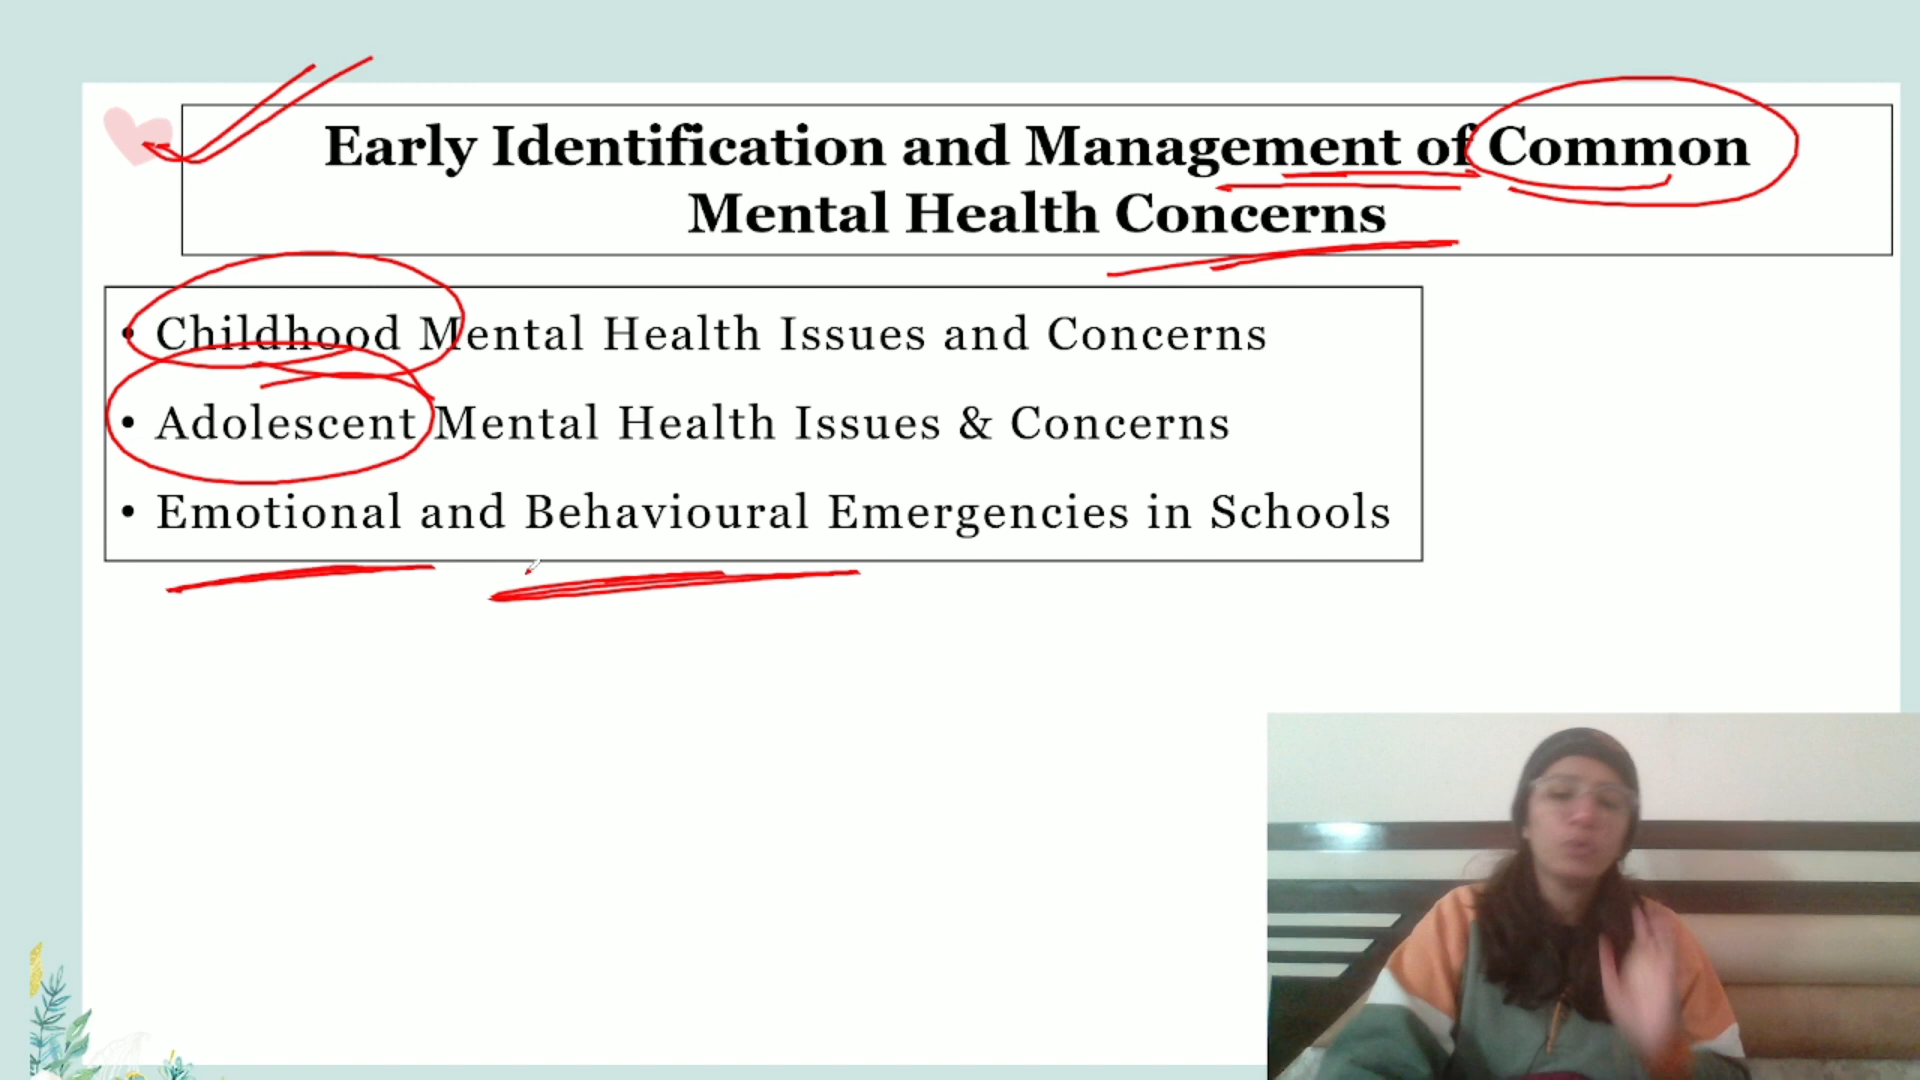 Early Identification and Management of Common
Mental Health Concerns
• Childhood Mental Health Issues and Concerns
• Adolescent Mental Health Issues & Concerns
• Emotional and Behavioural Emergencies in Schools